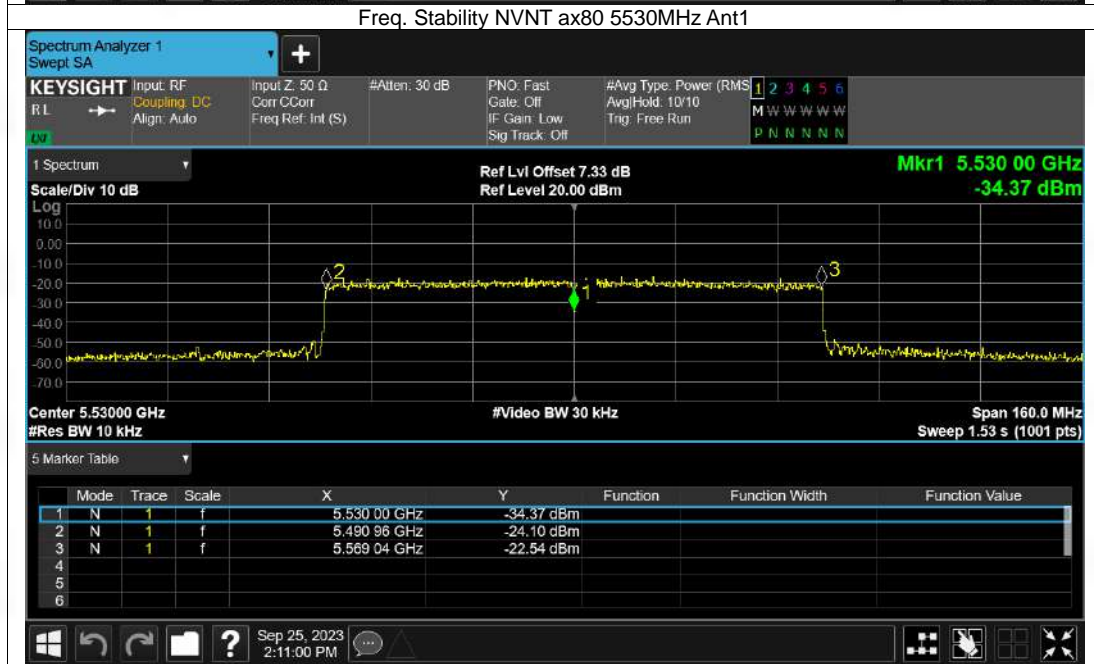 Freq. Stability NVNT ax80 5530MHz Ant1
Spectrum Analyzer 1
Swept SA
+
KEYSIGHT Input: RF Input Z: 50 Ω #Atten: 30 dB PNO: Fast #Avg Type: Power (RMS 1 2 3 4 5 6
RL Coupling: DC Corr CCorr Gate: Off Avg|Hold: 10/10 M W W W W W
Align: Auto Freq Ref: Int (S) IF Gain: Low Trig: Free Run
Sig Track: Off P N N N N N
LXI
1 Spectrum Ref Lvl Offset 7.33 dB Mkr1 5.530 00 GHz
Scale/Div 10 dB Ref Level 20.00 dBm -34.37 dBm
Log
10.0
0.00
-10.0
-20.0
-30.0
-40.0
-50.0
-60.0
-70.0
2
1
3
Center 5.53000 GHz #Video BW 30 kHz Span 160.0 MHz
#Res BW 10 kHz Sweep 1.53 s (1001 pts)
5 Marker Table
Mode Trace Scale X Y Function Function Width Function Value
1 N 1 f 5.530 00 GHz -34.37 dBm
2 N 1 f 5.490 96 GHz -24.10 dBm
3 N 1 f 5.569 04 GHz -22.54 dBm
4
5
6
? Sep 25, 2023
2:11:00 PM